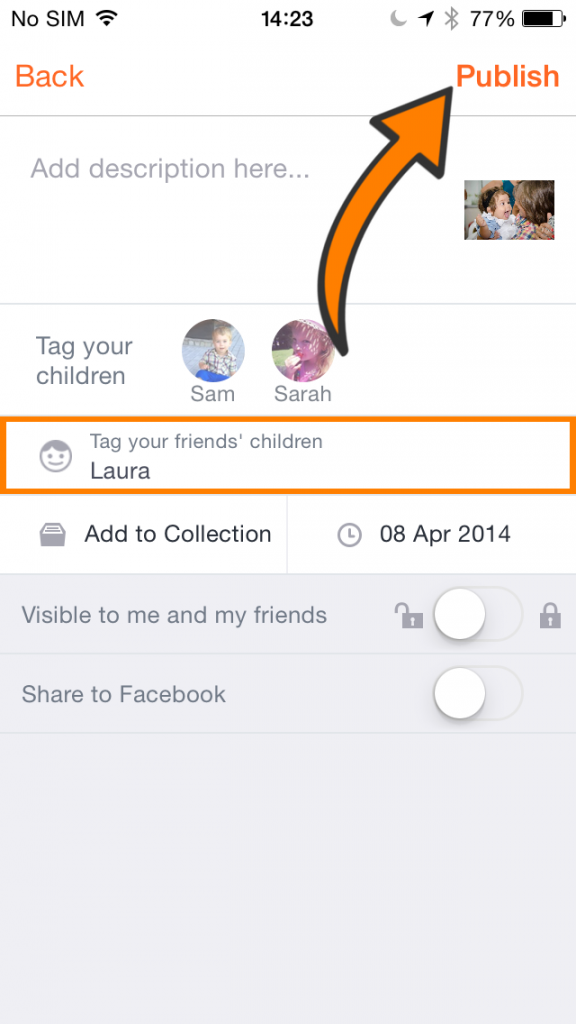 No SIM 14:23 77%
Back Publish
Add description here...
Tag your
children
Sam Sarah
Tag your friends' children
Laura
Add to Collection 08 Apr 2014
Visible to me and my friends
Share to Facebook